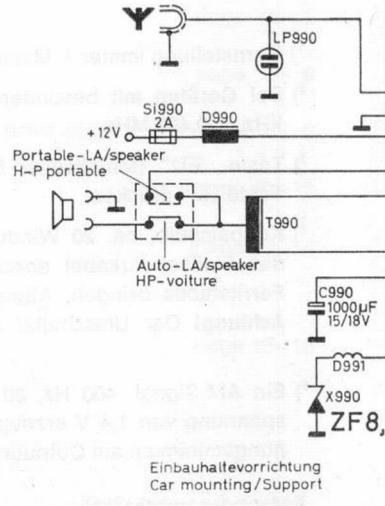 LP990
Si990
2A
D990
+12V
Portable-LA/speaker
H-P portable
T990
Auto-LA/speaker
HP-voiture
C990
1000µF
15/18V
D991
X990
ZF8,
Einbauhaltevorrichtung
Car mounting/Support